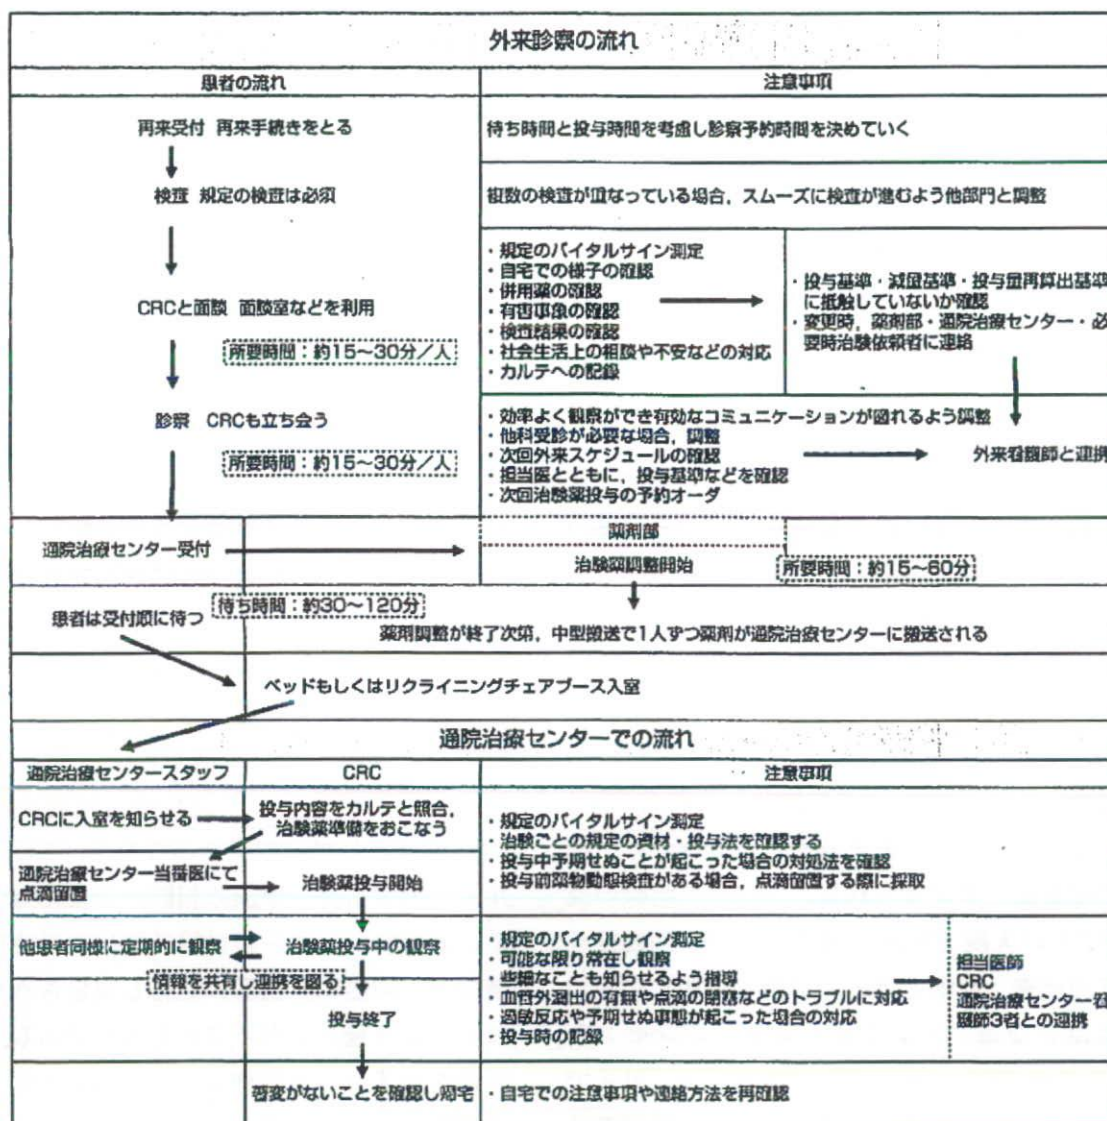 外来診察の流れ
患者の流れ
注意事項
再来受付 再来手続きをとる
待ち時間と投与時間を考慮し診察予約時間を決めていく
検査 規定の検査は必須
複数の検査が重なっている場合，スムーズに検査が進むよう他部門と調整
CRCと面談 面談室などを利用
所要時間：約15～30分／人
・規定のバイタルサイン測定
・自宅での様子の確認
・併用薬の確認
・有害事象の確認
・検査結果の確認
・社会生活上の相談や不安などの対応
・カルテへの記録
・投与基準・減量基準・投与量再算出基準
に抵触していないか確認
・変更時，薬剤部・通院治療センター・必
要時治験依頼者に連絡
診察 CRCも立ち会う
所要時間：約15～30分／人
・効率よく観察ができ有効なコミュニケーションが図れるよう調整
・他科受診が必要な場合，調整
・次回外来スケジュールの確認
・担当医とともに，投与基準などを確認
・次回治験薬投与の予約オーダ
外来看護師と連携
通院治療センター受付
薬剤部
治験薬調整開始
所要時間：約15～60分
患者は受付順に待つ
待ち時間：約30～120分
薬剤調整が終了次第，中型搬送で1人ずつ薬剤が通院治療センターに搬送される
ベッドもしくはリクライニングチェアブース入室
通院治療センターでの流れ
通院治療センタースタッフ
CRC
注意事項
CRCに入室を知らせる
投与内容をカルテと照合，
治験薬準備をおこなう
通院治療センター当番医にて
点滴留置
治験薬投与開始
・規定のバイタルサイン測定
・治験ごとの規定の資材・投与法を確認する
・投与中予期せぬことが起こった場合の対処法を確認
・投与前薬物動態検査がある場合，点滴留置する際に採取
他患者同様に定期的に観察
治験薬投与中の観察
情報を共有し連携を図る
投与終了
・規定のバイタルサイン測定
・可能な限り常在し観察
・些細なことも知らせるよう指導
・血管外漏出の有無や点滴の閉塞などのトラブルに対応
・過敏反応や予期せぬ事態が起こった場合の対応
・投与時の記録
担当医師
CRC
通院治療センター看
護師3者との連携
著変がないことを確認し帰宅
・自宅での注意事項や連絡方法を再確認